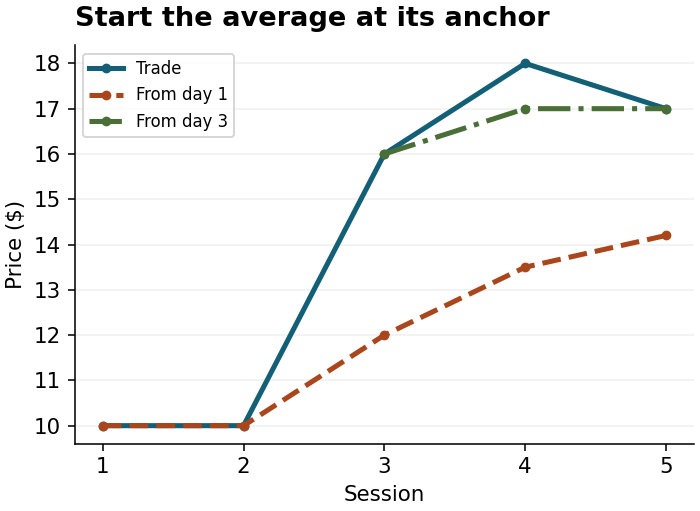 Start the average at its anchor
Trade
From day 1
From day 3
Price ($)
18
17
16
15
14
13
12
11
10
1 2 3 4 5
Session